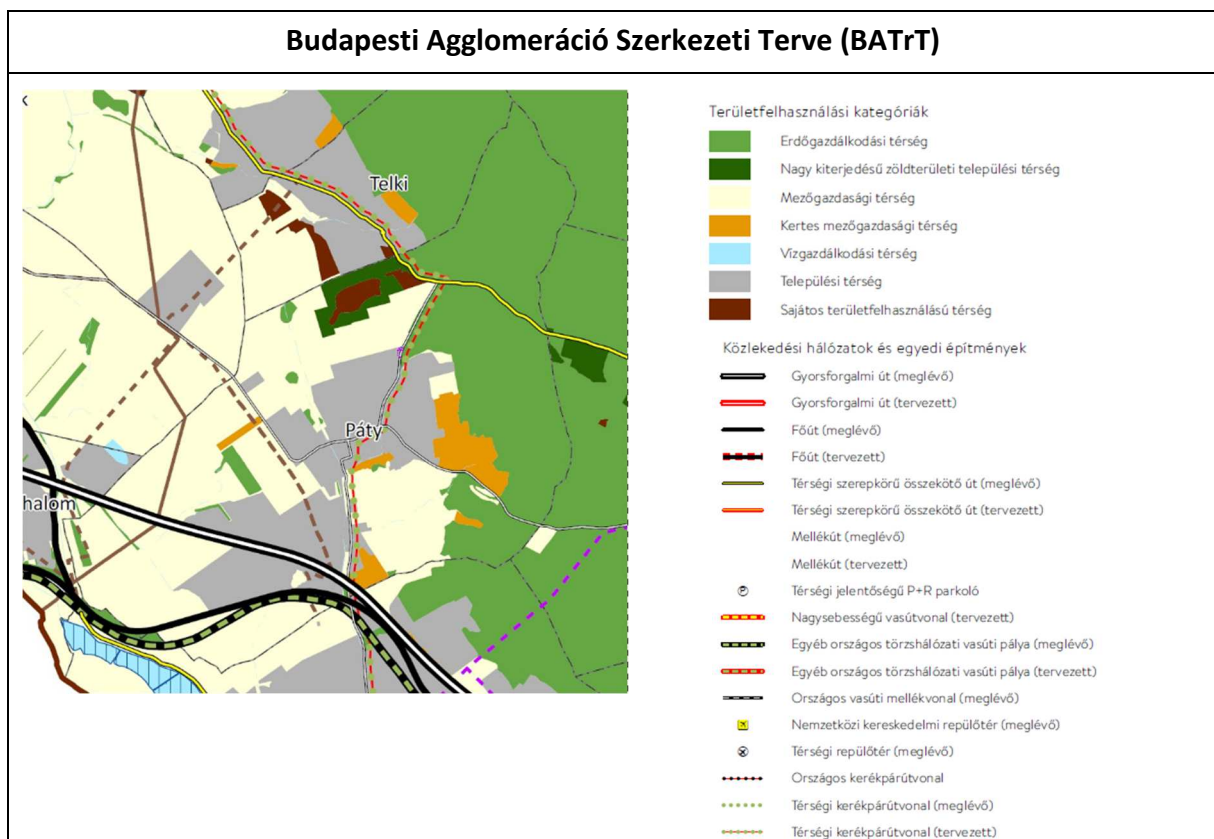 Budapesti Agglomeráció Szerkezeti Terve (BATrT)
Telki
Páty
halom
Területfelhasználási kategóriák
Erdőgazdálkodási térség
Nagy kiterjedésű zöldterületi települési térség
Mezőgazdasági térség
Kertes mezőgazdasági térség
Vízgazdálkodási térség
Települési térség
Sajátos területfelhasználású térség
Közlekedési hálózatok és egyedi építmények
Gyorsforgalmi út (meglévő)
Gyorsforgalmi út (tervezett)
Főút (meglévő)
Főút (tervezett)
Térségi szerepkörű összekötő út (meglévő)
Térségi szerepkörű összekötő út (tervezett)
Mellékút (meglévő)
Mellékút (tervezett)
Térségi jelentőségű P+R parkoló
Nagysebességű vasútvonal (tervezett)
Egyéb országos törzshálózati vasúti pálya (meglévő)
Egyéb országos törzshálózati vasúti pálya (tervezett)
Országos vasúti mellékvonal (meglévő)
Nemzetközi kereskedelmi repülőtér (meglévő)
Térségi repülőtér (meglévő)
Országos kerékpárútvonal
Térségi kerékpárútvonal (meglévő)
Térségi kerékpárútvonal (tervezett)